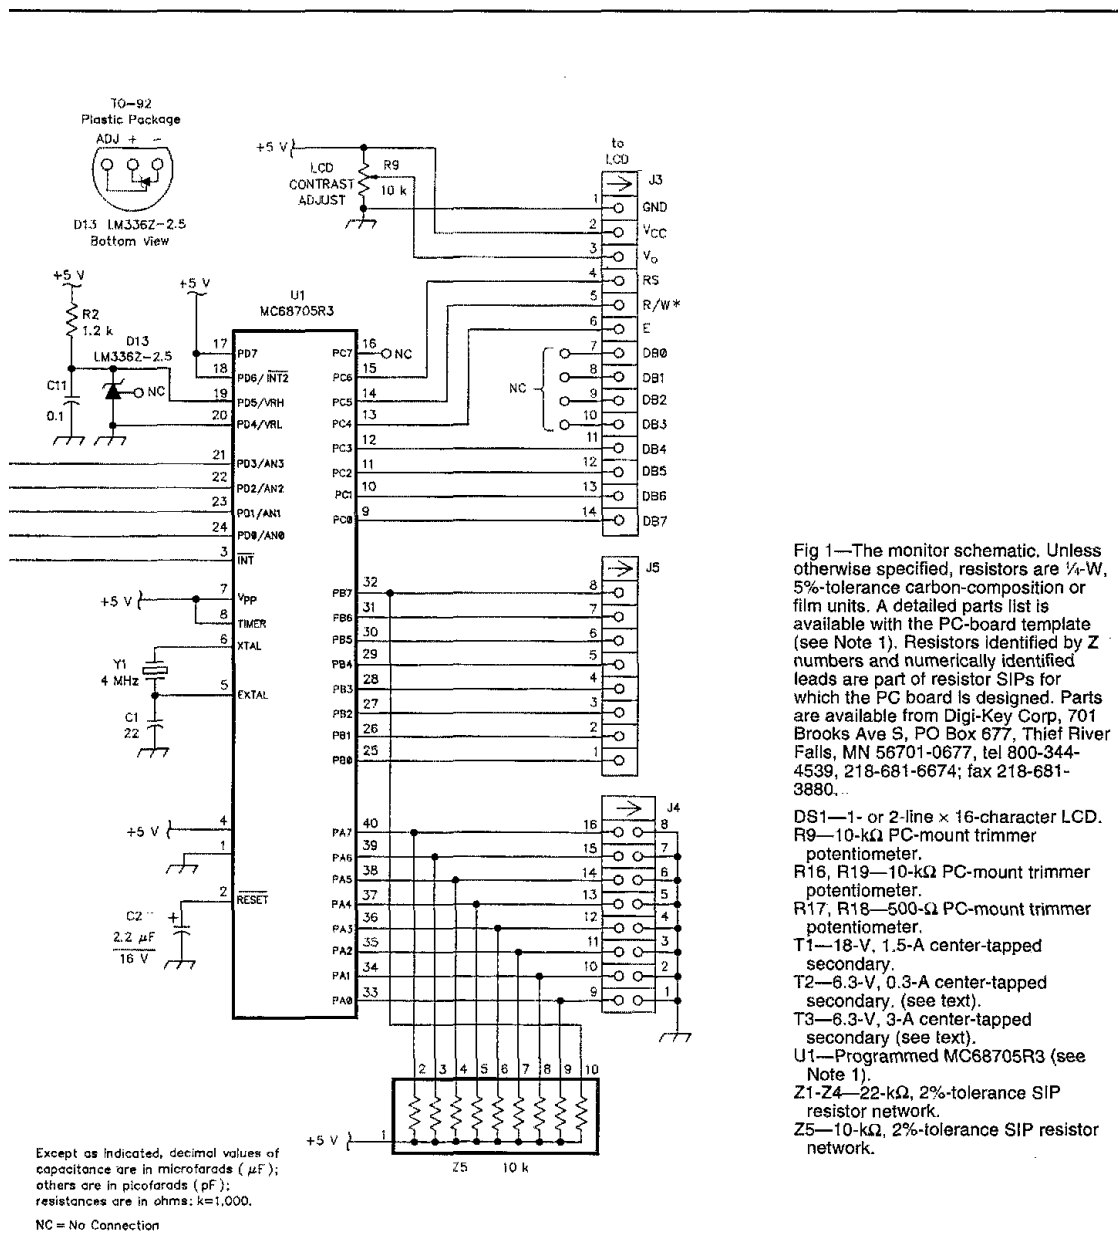 TO-92
Plastic Package
ADJ + -
D13 LM336Z-2.5
Bottom View
+5 V
LCD
CONTRAST
ADJUST
R9
10 k
to
LCD
J3
1 GND
2 VCC
3 Vo
4 RS
5 R/W*
6 E
7 DB0
8 DB1
9 DB2
10 DB3
11 DB4
12 DB5
13 DB6
14 DB7
NC
+5 V
R2
1.2 k
+5 V
D13
LM336Z-2.5
NC
C11
0.1
U1
MC68705R3
17 PD7
18 PD6/INT2
19 PD5/VRH
20 PD4/VRL
21 PD3/AN3
22 PD2/AN2
23 PD1/AN1
24 PD0/AN0
3 INT
7 VPP
8 TIMER
6 XTAL
5 EXTAL
4
1
2 RESET
PC7 16 NC
PC6 15
PC5 14
PC4 13
PC3 12
PC2 11
PC1 10
PC0 9
PB7 32
PB6 31
PB5 30
PB4 29
PB3 28
PB2 27
PB1 26
PB0 25
PA7 40
PA6 39
PA5 38
PA4 37
PA3 36
PA2 35
PA1 34
PA0 33
+5 V
Y1
4 MHz
C1
22
+5 V
C2 +
2.2 μF
16 V
J5
8
7
6
5
4
3
2
1
J4
16 8
15 7
14 6
13 5
12 4
11 3
10 2
9 1
2 3 4 5 6 7 8 9 10
+5 V 1
Z5 10 k
Except as indicated, decimal values of
capacitance are in microfarads ( μF );
others are in picofarads ( pF );
resistances are in ohms; k=1,000.
NC = No Connection
Fig 1—The monitor schematic. Unless
otherwise specified, resistors are ¼-W,
5%-tolerance carbon-composition or
film units. A detailed parts list is
available with the PC-board template
(see Note 1). Resistors identified by Z
numbers and numerically identified
leads are part of resistor SIPs for
which the PC board is designed. Parts
are available from Digi-Key Corp, 701
Brooks Ave S, PO Box 677, Thief River
Falls, MN 56701-0677, tel 800-344-
4539, 218-681-6674; fax 218-681-
3880.
DS1—1- or 2-line × 16-character LCD.
R9—10-kΩ PC-mount trimmer
potentiometer.
R16, R19—10-kΩ PC-mount trimmer
potentiometer.
R17, R18—500-Ω PC-mount trimmer
potentiometer.
T1—18-V, 1.5-A center-tapped
secondary.
T2—6.3-V, 0.3-A center-tapped
secondary. (see text).
T3—6.3-V, 3-A center-tapped
secondary (see text).
U1—Programmed MC68705R3 (see
Note 1).
Z1-Z4—22-kΩ, 2%-tolerance SIP
resistor network.
Z5—10-kΩ, 2%-tolerance SIP resistor
network.